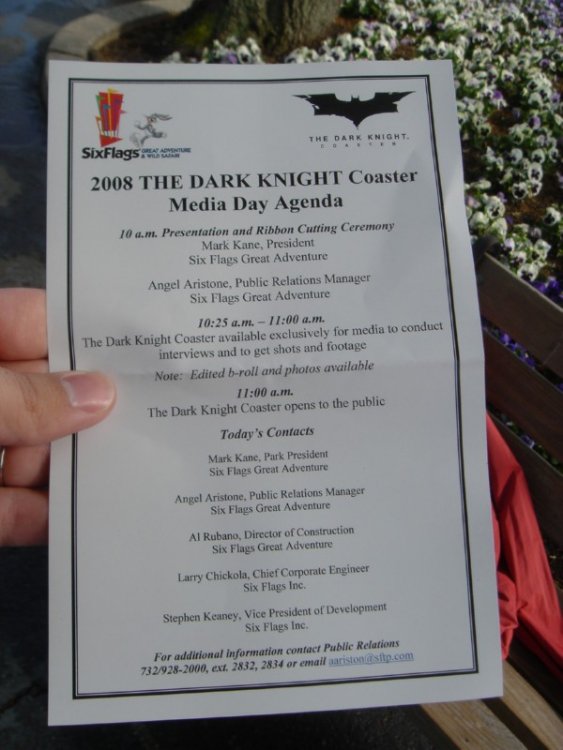 SixFlags GREAT ADVENTURE
& WILD SAFARI
THE DARK KNIGHT
COASTER
2008 THE DARK KNIGHT Coaster
Media Day Agenda
10 a.m. Presentation and Ribbon Cutting Ceremony
Mark Kane, President
Six Flags Great Adventure
Angel Aristone, Public Relations Manager
Six Flags Great Adventure
10:25 a.m. – 11:00 a.m.
The Dark Knight Coaster available exclusively for media to conduct
interviews and to get shots and footage
Note: Edited b-roll and photos available
11:00 a.m.
The Dark Knight Coaster opens to the public
Today's Contacts
Mark Kane, Park President
Six Flags Great Adventure
Angel Aristone, Public Relations Manager
Six Flags Great Adventure
Al Rubano, Director of Construction
Six Flags Great Adventure
Larry Chickola, Chief Corporate Engineer
Six Flags Inc.
Stephen Keaney, Vice President of Development
Six Flags Inc.
For additional information contact Public Relations
732/928-2000, ext. 2832, 2834 or email aariston@sftp.com